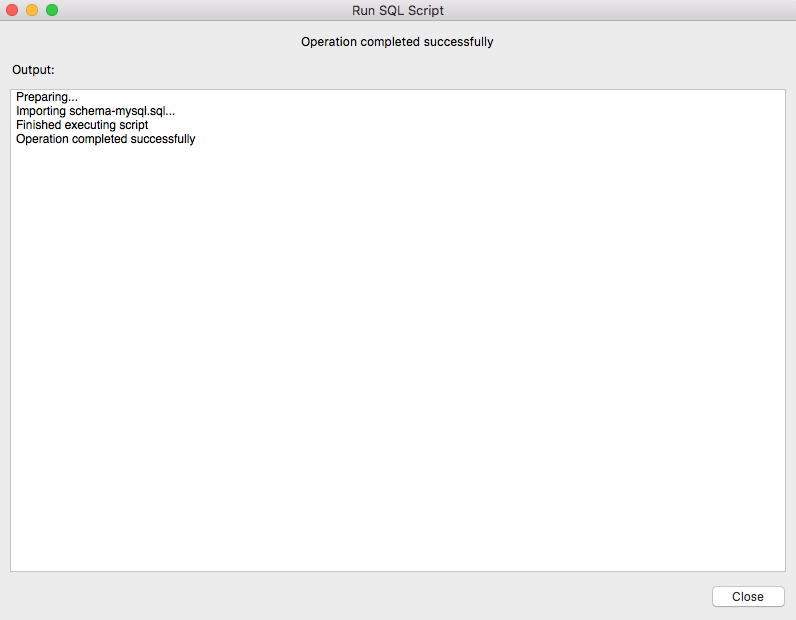 Run SQL Script
Operation completed successfully
Output:
Preparing...
Importing schema-mysql.sql...
Finished executing script
Operation completed successfully
Close